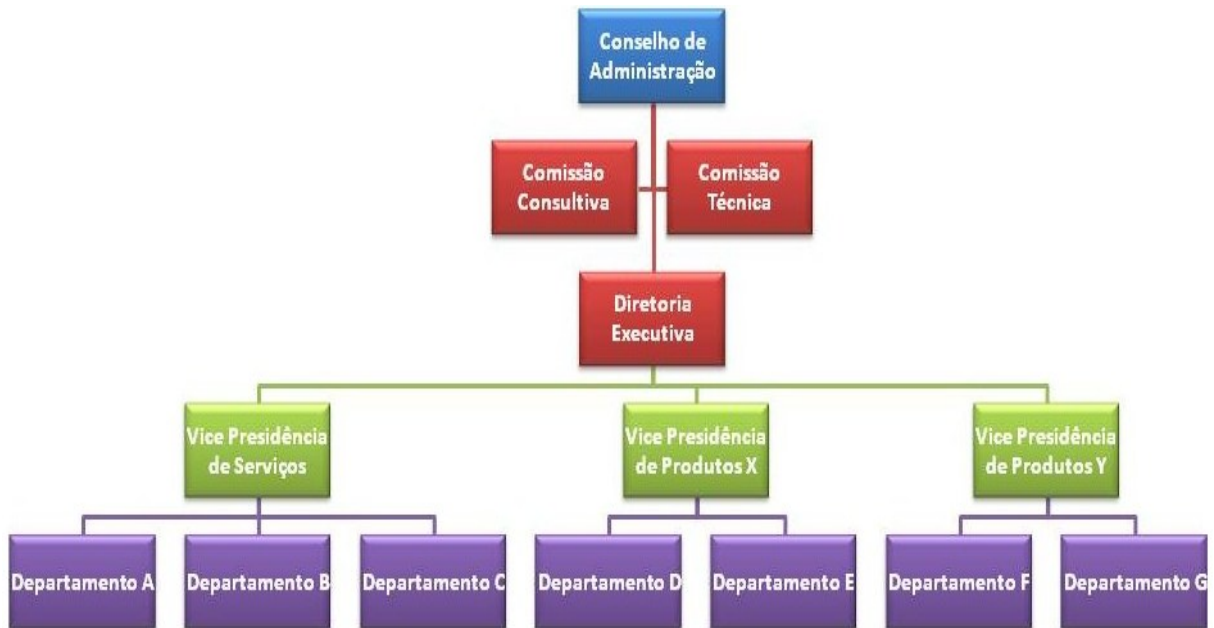 Conselho de
Administração
Comissão
Consultiva
Comissão
Técnica
Diretoria
Executiva
Vice Presidência
de Serviços
Vice Presidência
de Produtos X
Vice Presidência
de Produtos Y
Departamento A
Departamento B
Departamento C
Departamento D
Departamento E
Departamento F
Departamento G